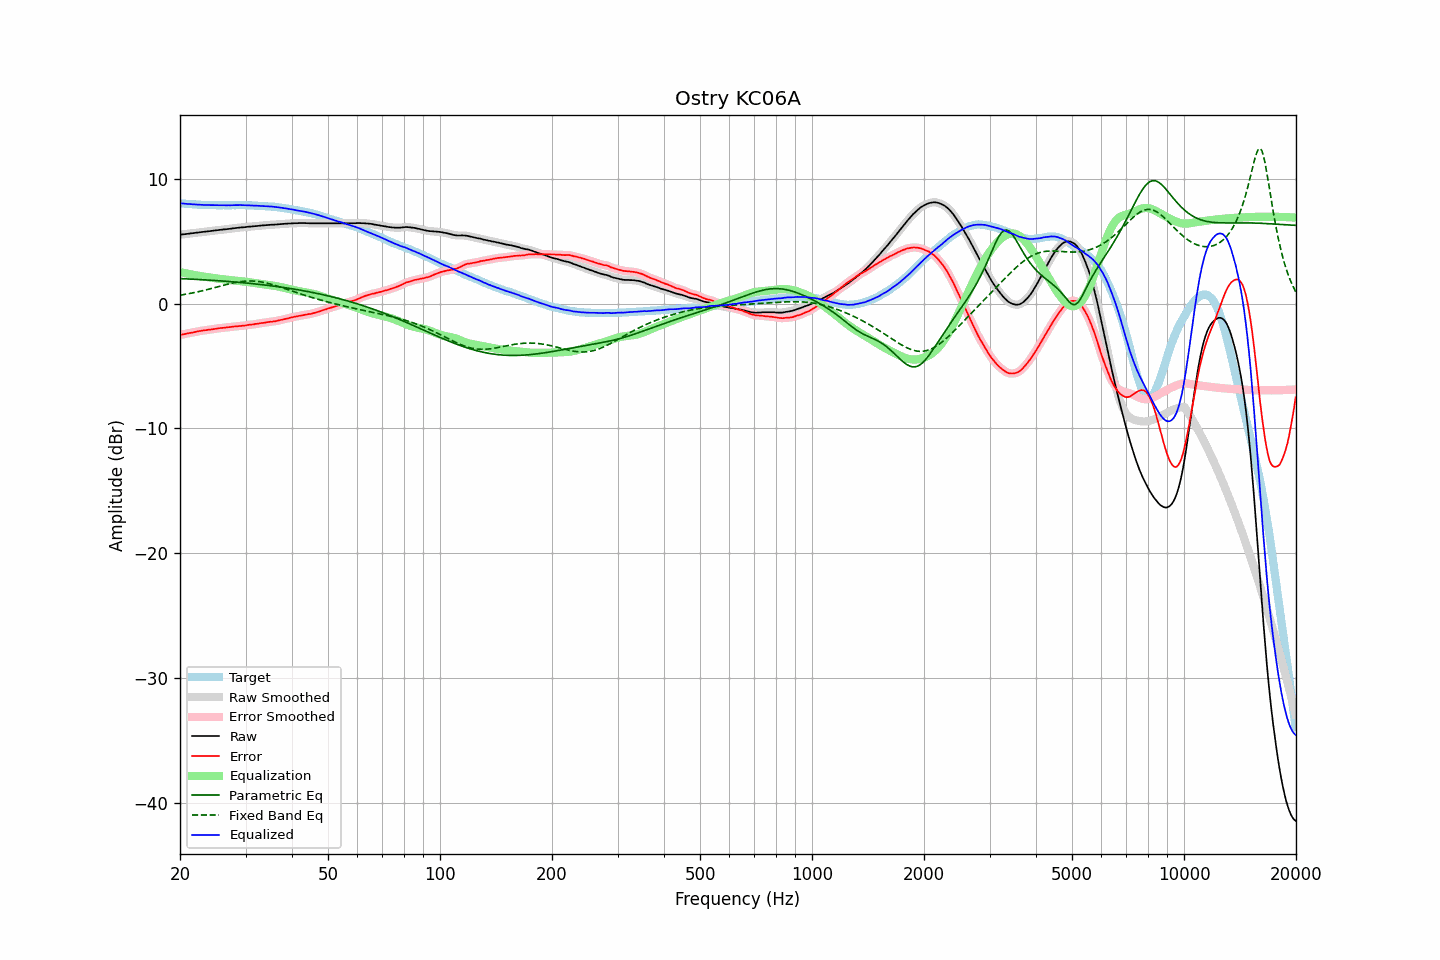 Ostry KC06A
Amplitude (dBr)
10
0
−10
−20
−30
−40
Target
Raw Smoothed
Error Smoothed
Raw
Error
Equalization
Parametric Eq
Fixed Band Eq
Equalized
20 50 100 200 500 1000 2000 5000 10000 20000
Frequency (Hz)